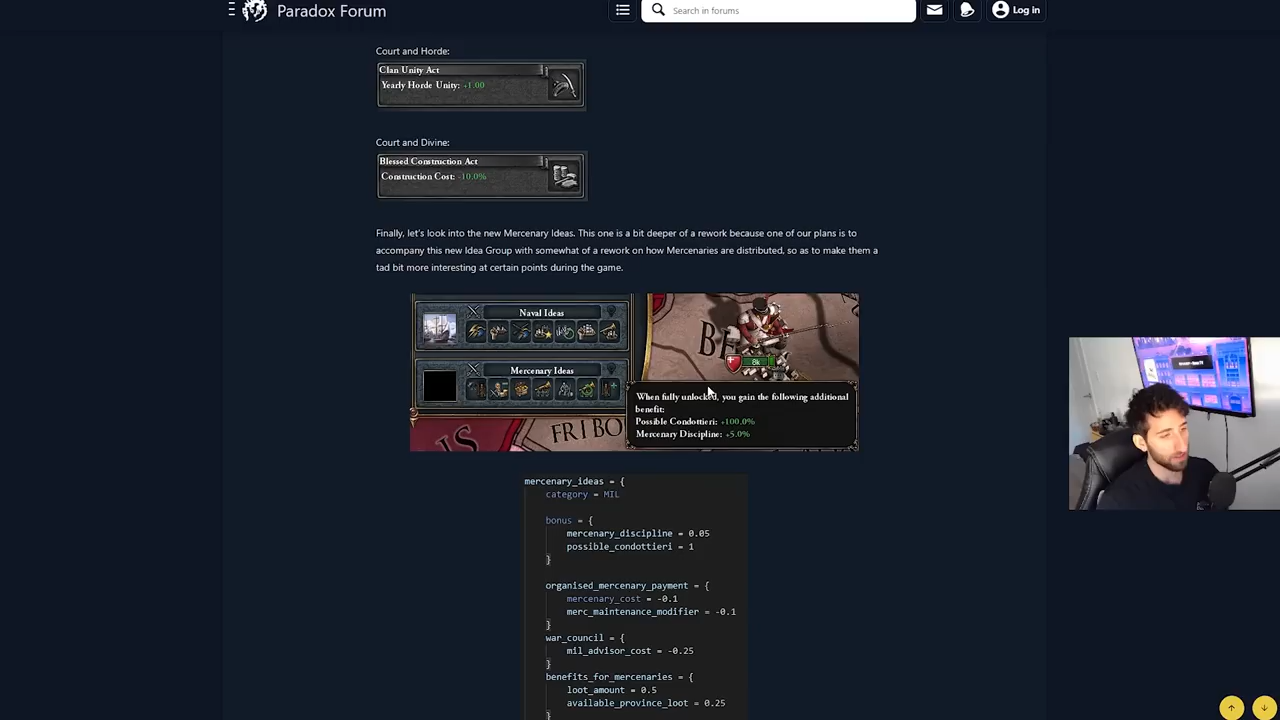 Paradox Forum
Search in forums
Log in
Court and Horde:
Clan Unity Act
Yearly Horde Unity: +1.00
Court and Divine:
Blessed Construction Act
Construction Cost: -10.0%
Finally, let's look into the new Mercenary Ideas. This one is a bit deeper of a rework because one of our plans is to
accompany this new Idea Group with somewhat of a rework on how Mercenaries are distributed, so as to make them a
tad bit more interesting at certain points during the game.
Naval Ideas
Mercenary Ideas
BE
8k
When fully unlocked, you gain the following additional
benefit:
Possible Condottieri: +100.0%
Mercenary Discipline: +5.0%
FRIBO
mercenary_ideas = {
category = MIL
bonus = {
mercenary_discipline = 0.05
possible_condottieri = 1
}
organised_mercenary_payment = {
mercenary_cost = -0.1
merc_maintenance_modifier = -0.1
}
war_council = {
mil_advisor_cost = -0.25
}
benefits_for_mercenaries = {
loot_amount = 0.5
available_province_loot = 0.25
}